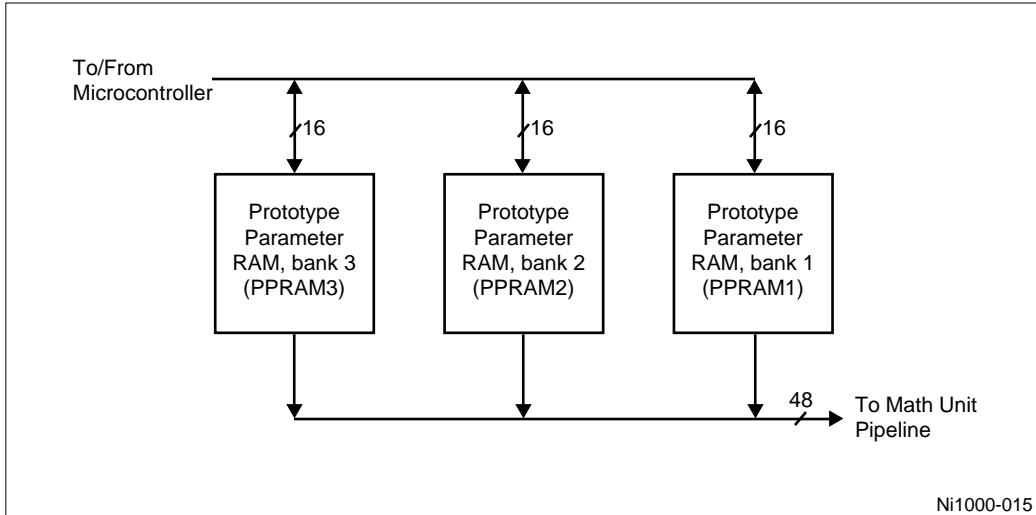 To/From
Microcontroller
16
16
16
Prototype
Parameter
RAM, bank 3
(PPRAM3)
Prototype
Parameter
RAM, bank 2
(PPRAM2)
Prototype
Parameter
RAM, bank 1
(PPRAM1)
48
To Math Unit
Pipeline
Ni1000-015